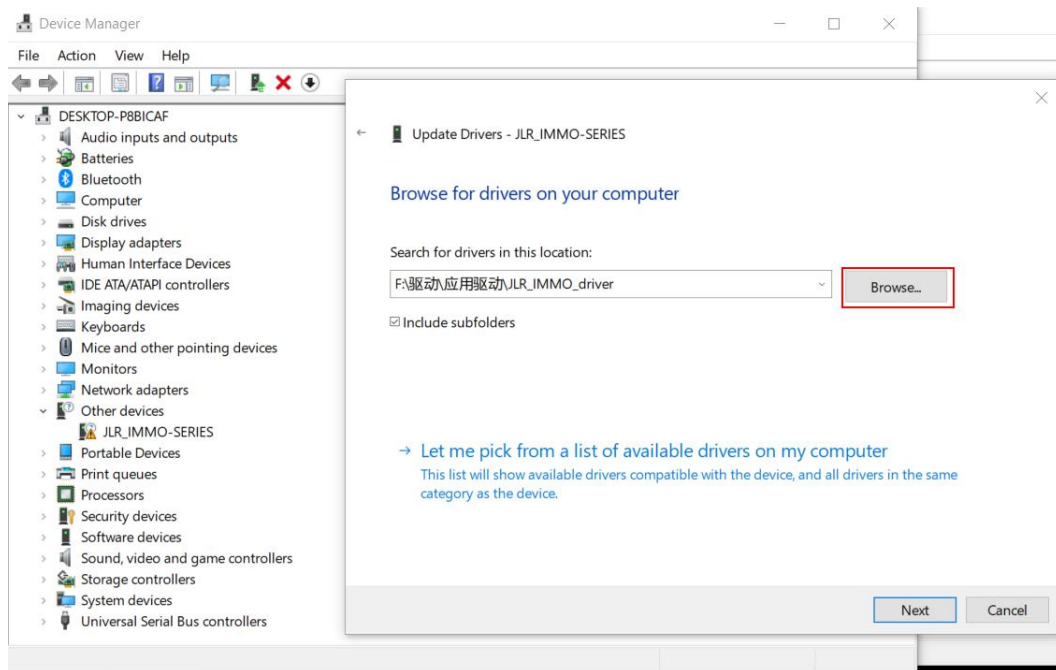 Device Manager
File Action View Help
DESKTOP-P8BICAF
Audio inputs and outputs
Batteries
Bluetooth
Computer
Disk drives
Display adapters
Human Interface Devices
IDE ATA/ATAPI controllers
Imaging devices
Keyboards
Mice and other pointing devices
Monitors
Network adapters
Other devices
JLR_IMMO-SERIES
Portable Devices
Print queues
Processors
Security devices
Software devices
Sound, video and game controllers
Storage controllers
System devices
Universal Serial Bus controllers
Update Drivers - JLR_IMMO-SERIES
Browse for drivers on your computer
Search for drivers in this location:
F:\驱动\应用驱动\JLR_IMMO_driver
Browse...
Include subfolders
Let me pick from a list of available drivers on my computer
This list will show available drivers compatible with the device, and all drivers in the same
category as the device.
Next Cancel